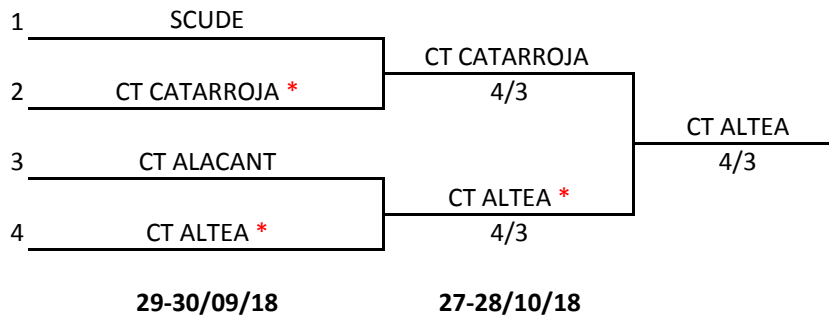 1 SCUDE
CT CATARROJA
2 CT CATARROJA *
4/3
CT ALTEA
3 CT ALACANT
4/3
CT ALTEA *
4 CT ALTEA *
4/3
29-30/09/18 27-28/10/18